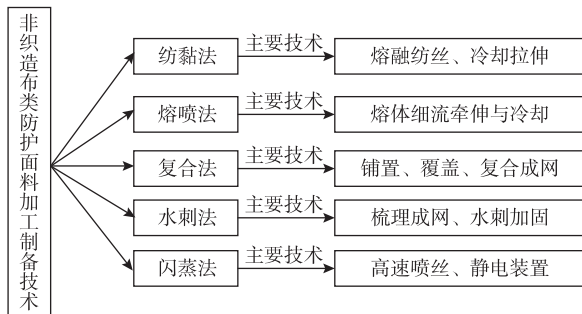 非织造布类防护面料加工制备技术
纺黏法
主要技术
熔融纺丝、冷却拉伸
熔喷法
主要技术
熔体细流牵伸与冷却
复合法
主要技术
铺置、覆盖、复合成网
水刺法
主要技术
梳理成网、水刺加固
闪蒸法
主要技术
高速喷丝、静电装置